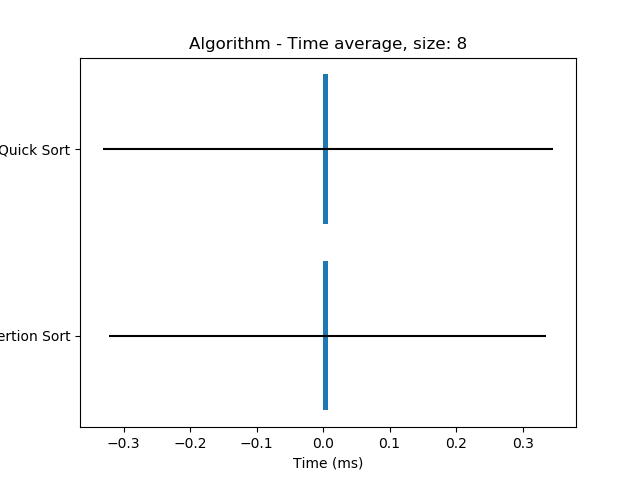 Algorithm - Time average, size: 8
Quick Sort
ertion Sort
−0.3 −0.2 −0.1 0.0 0.1 0.2 0.3
Time (ms)